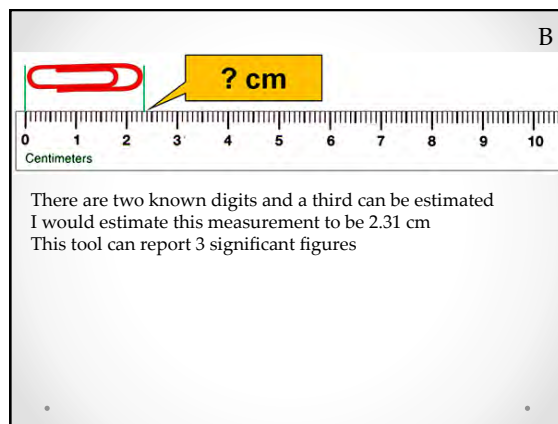 B
? cm
0 1 2 3 4 5 6 7 8 9 10
Centimeters
There are two known digits and a third can be estimated
I would estimate this measurement to be 2.31 cm
This tool can report 3 significant figures